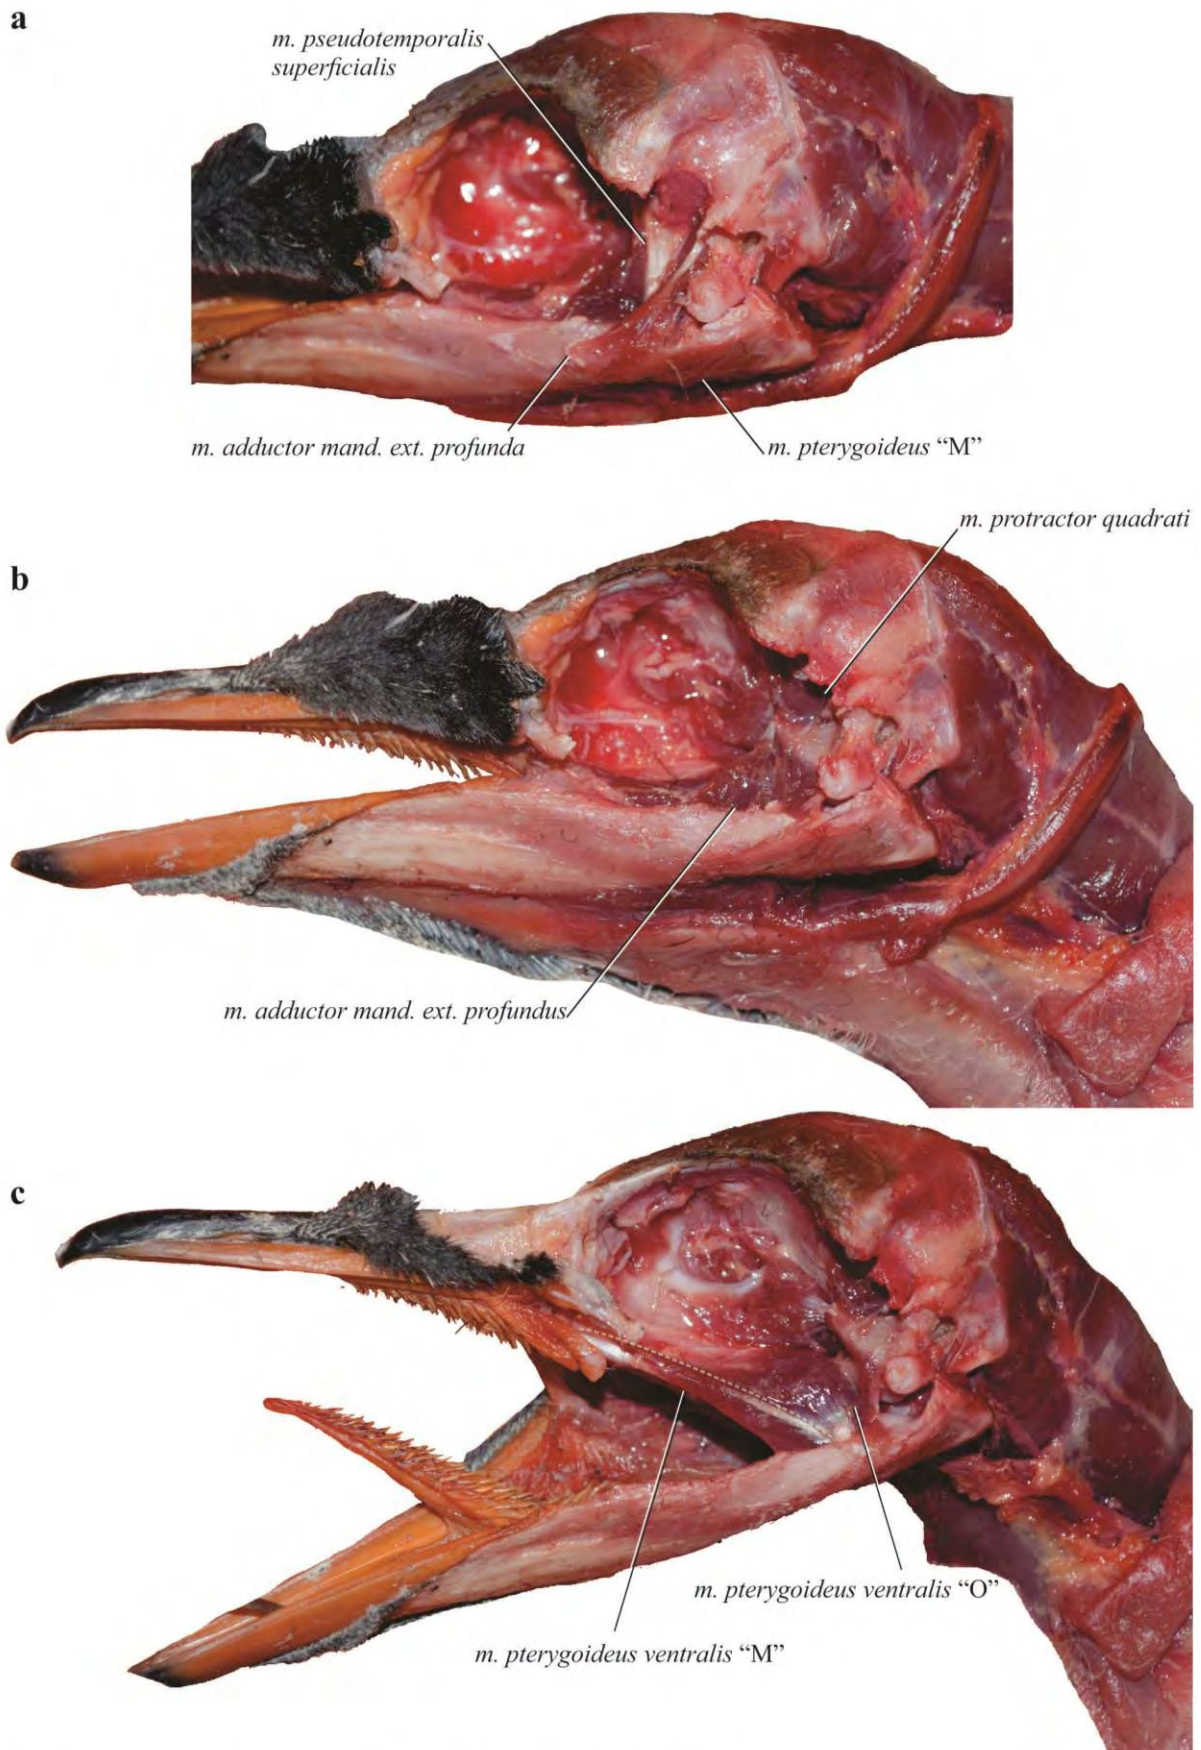 a
m. pseudotemporalis
superficialis
m. adductor mand. ext. profunda
m. pterygoideus “M”
m. protractor quadrati
b
m. adductor mand. ext. profundus
c
m. pterygoideus ventralis “O”
m. pterygoideus ventralis “M”